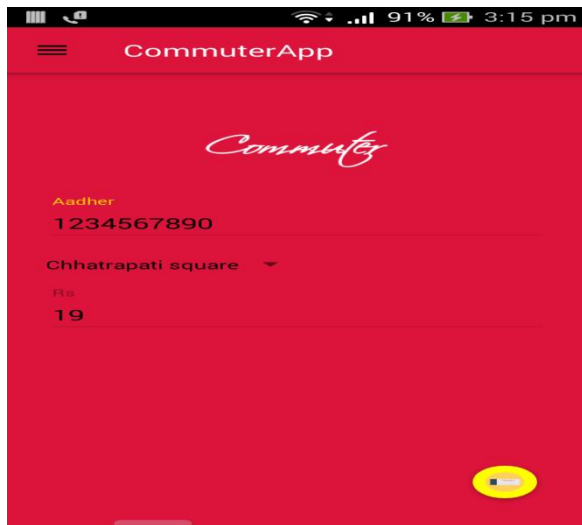 91% 3:15 pm
CommuterApp
Commuter
Aadher
1234567890
Chhatrapati square
Rs
19